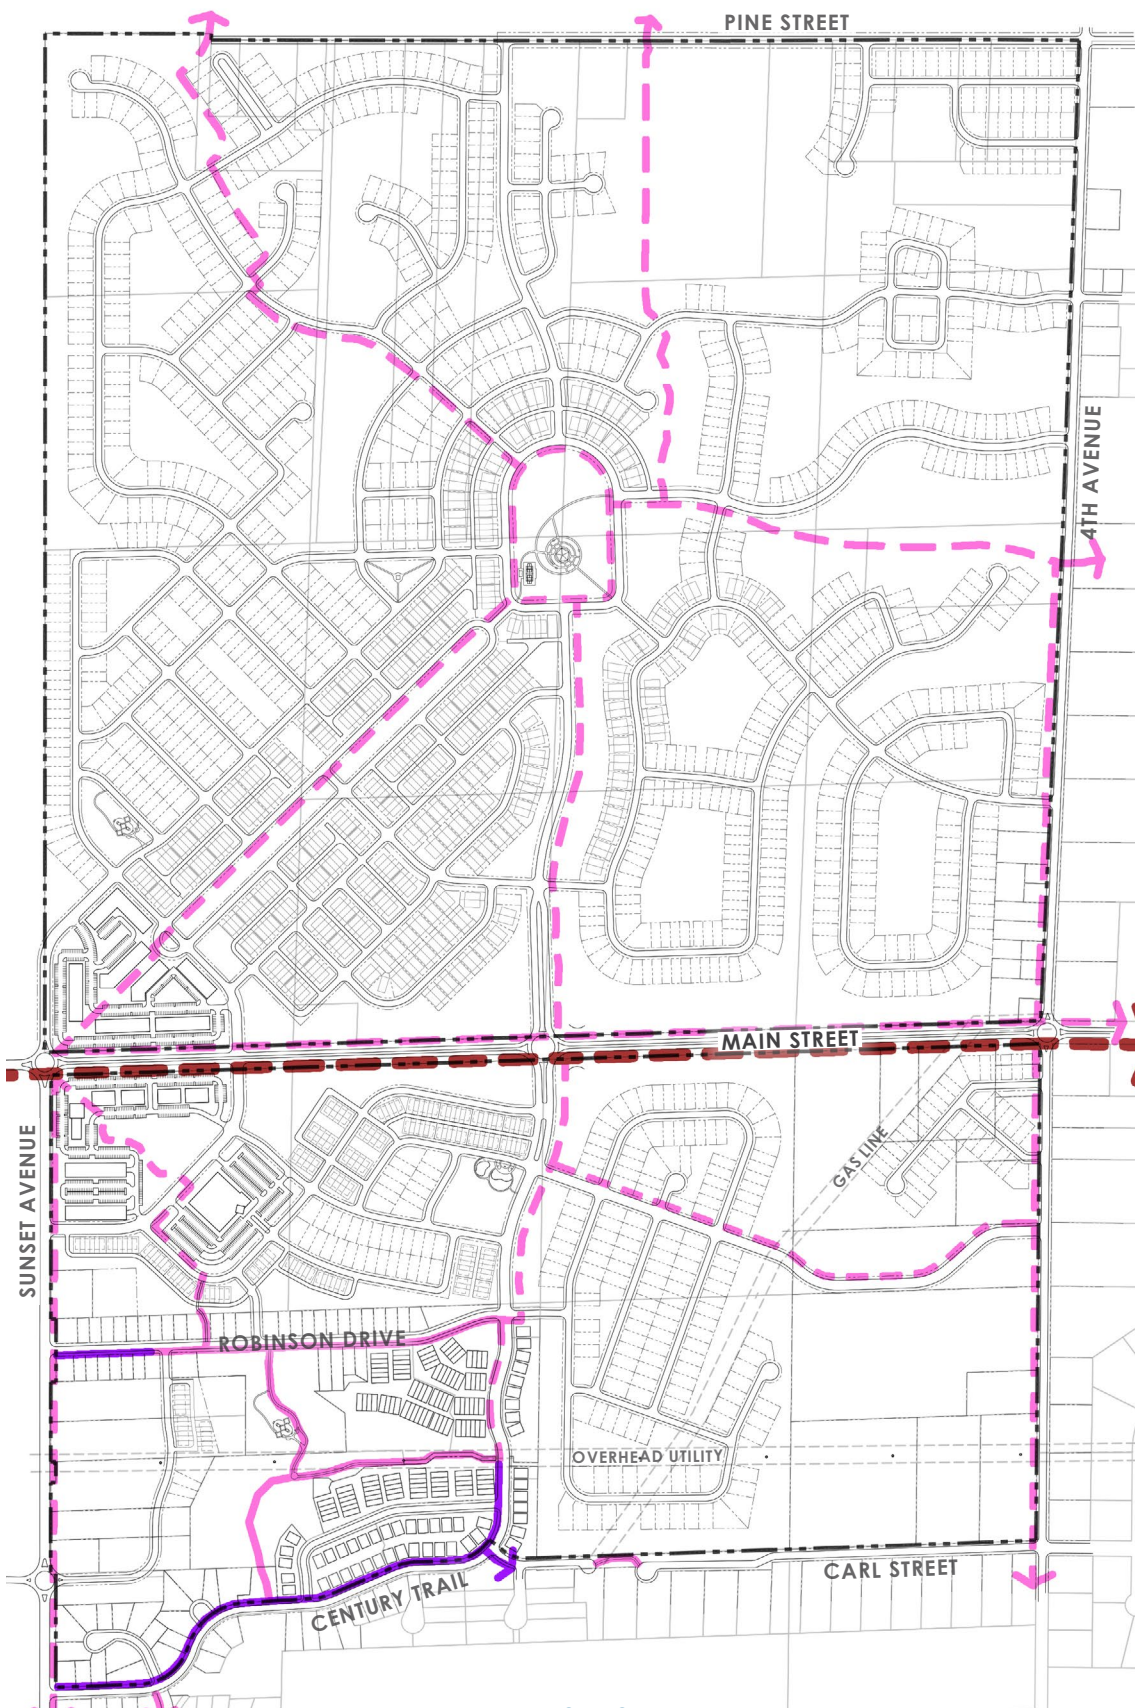 PINE STREET
4TH AVENUE
MAIN STREET
SUNSET AVENUE
GAS LINE
ROBINSON DRIVE
OVERHEAD UTILITY
CARL STREET
CENTURY TRAIL